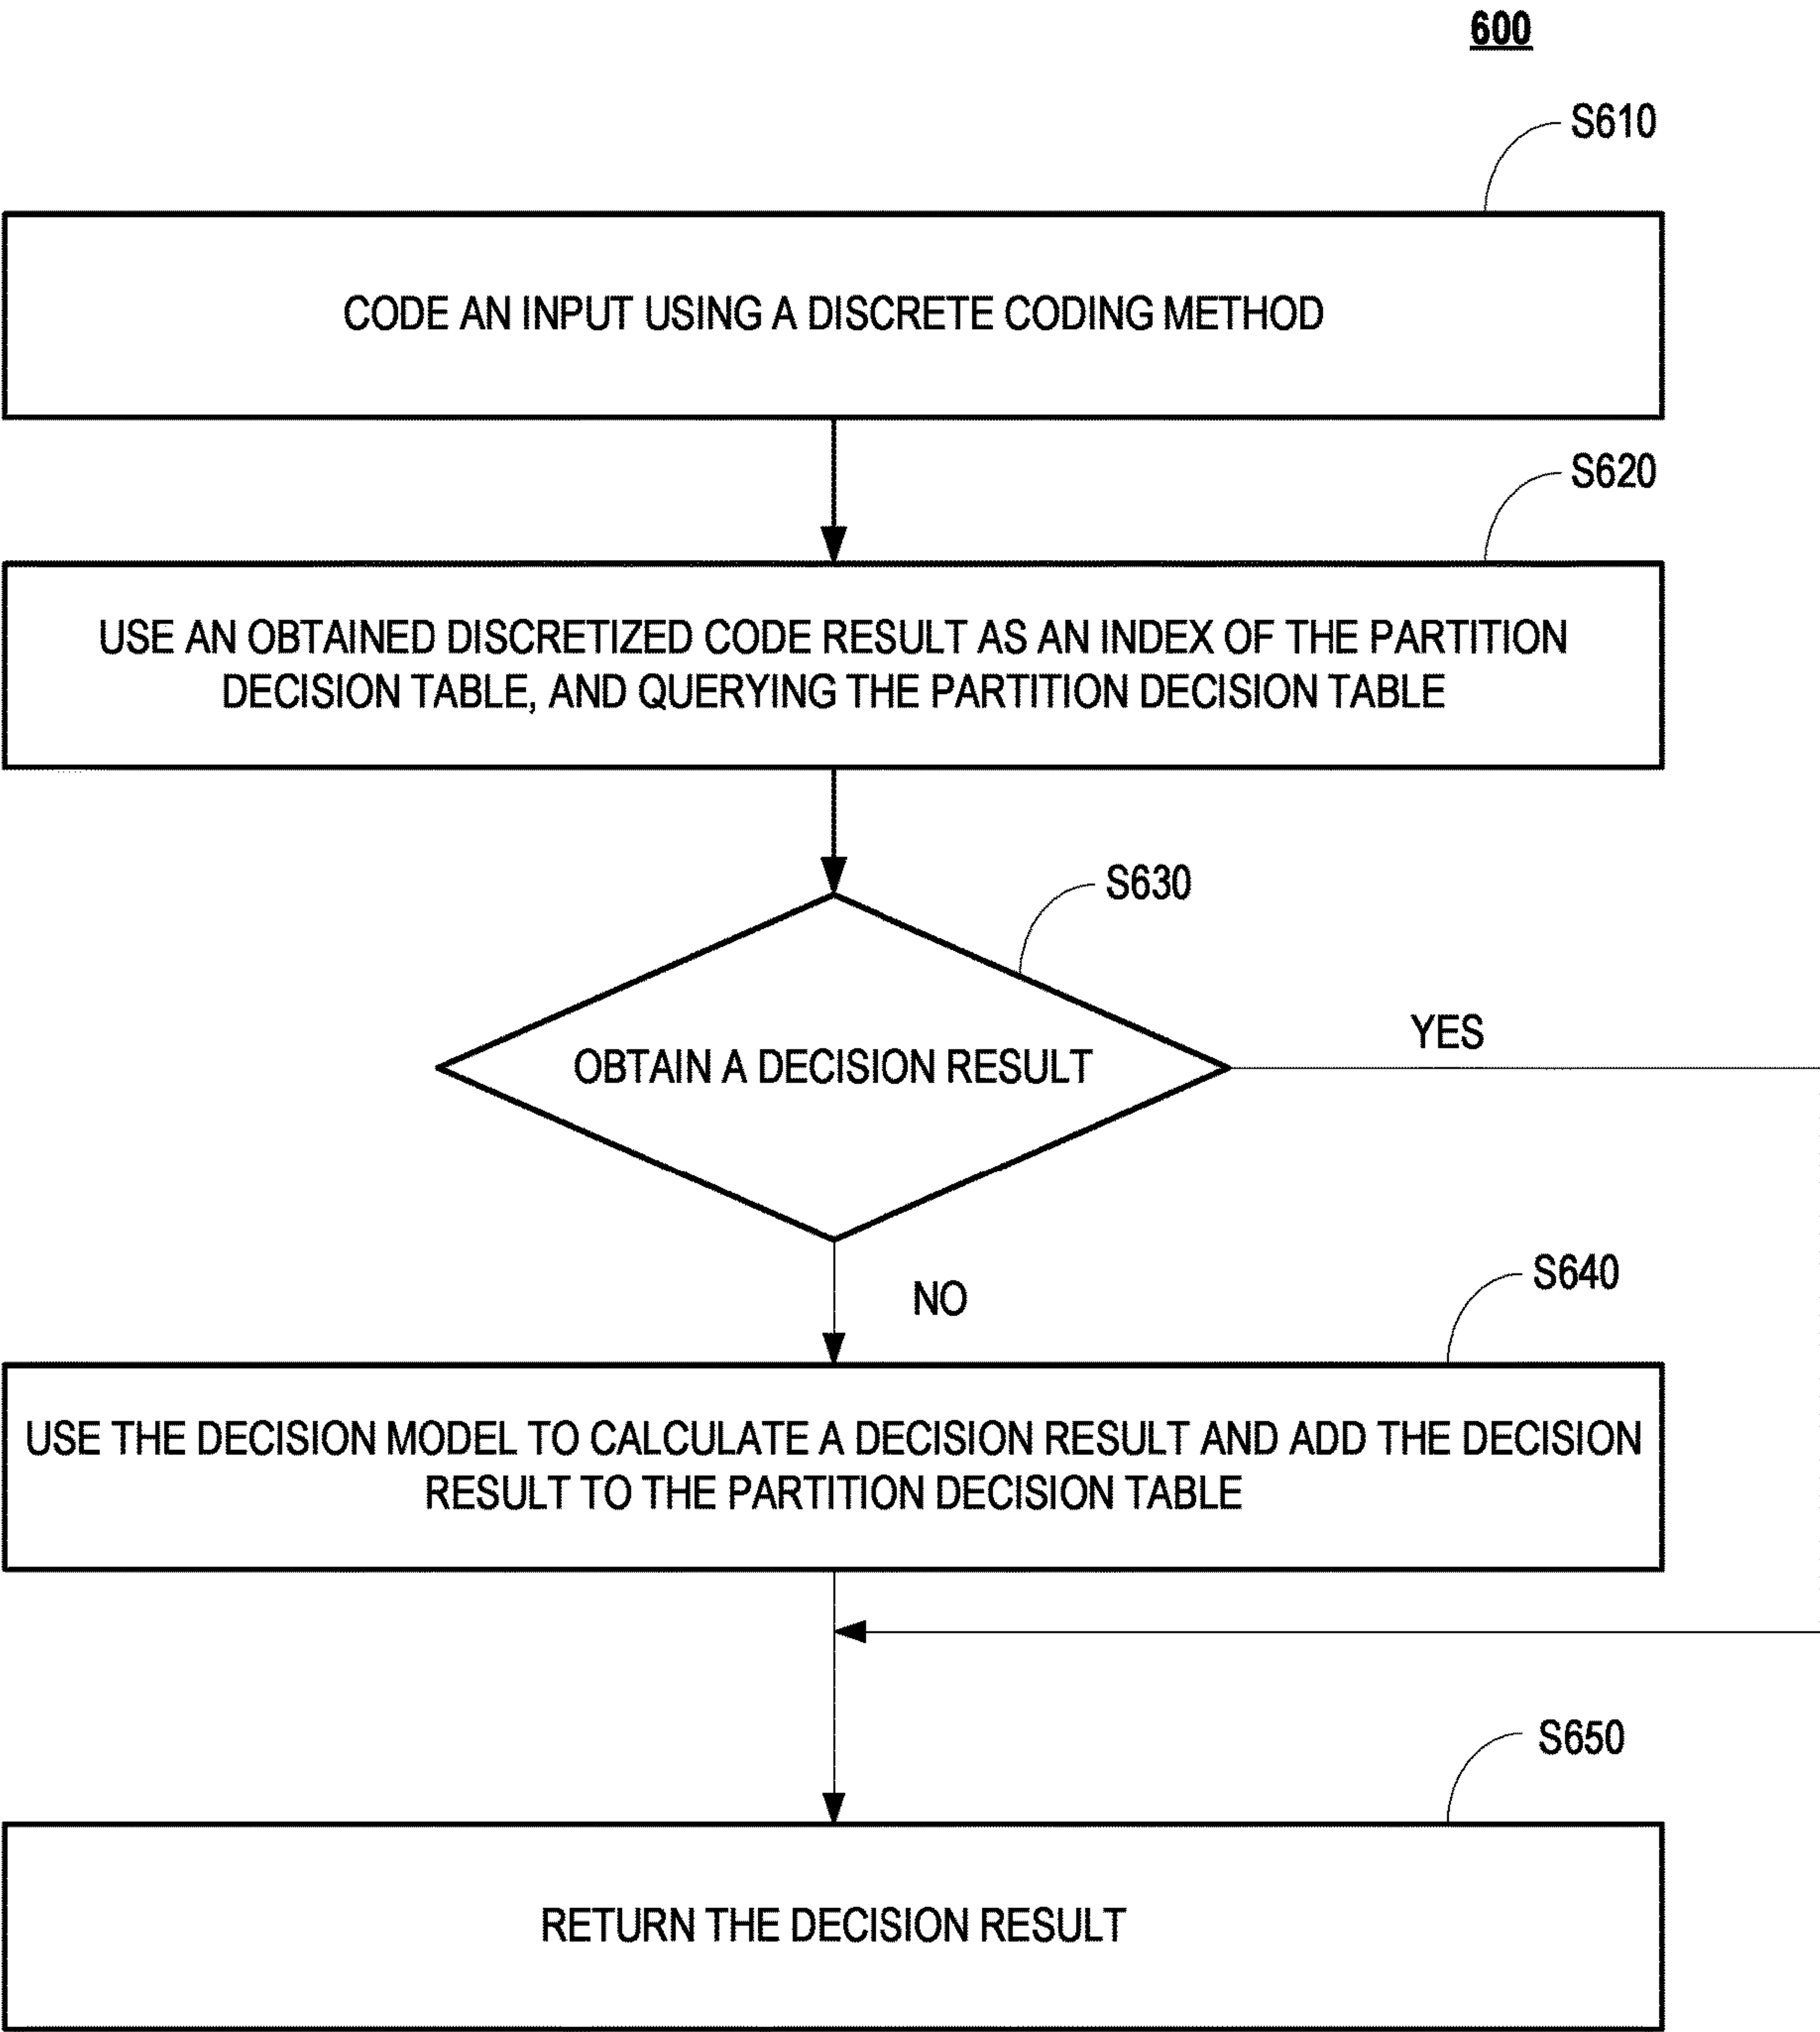 600
S610
CODE AN INPUT USING A DISCRETE CODING METHOD
S620
USE AN OBTAINED DISCRETIZED CODE RESULT AS AN INDEX OF THE PARTITION
DECISION TABLE, AND QUERYING THE PARTITION DECISION TABLE
S630
OBTAIN A DECISION RESULT
YES
NO
S640
USE THE DECISION MODEL TO CALCULATE A DECISION RESULT AND ADD THE DECISION
RESULT TO THE PARTITION DECISION TABLE
S650
RETURN THE DECISION RESULT